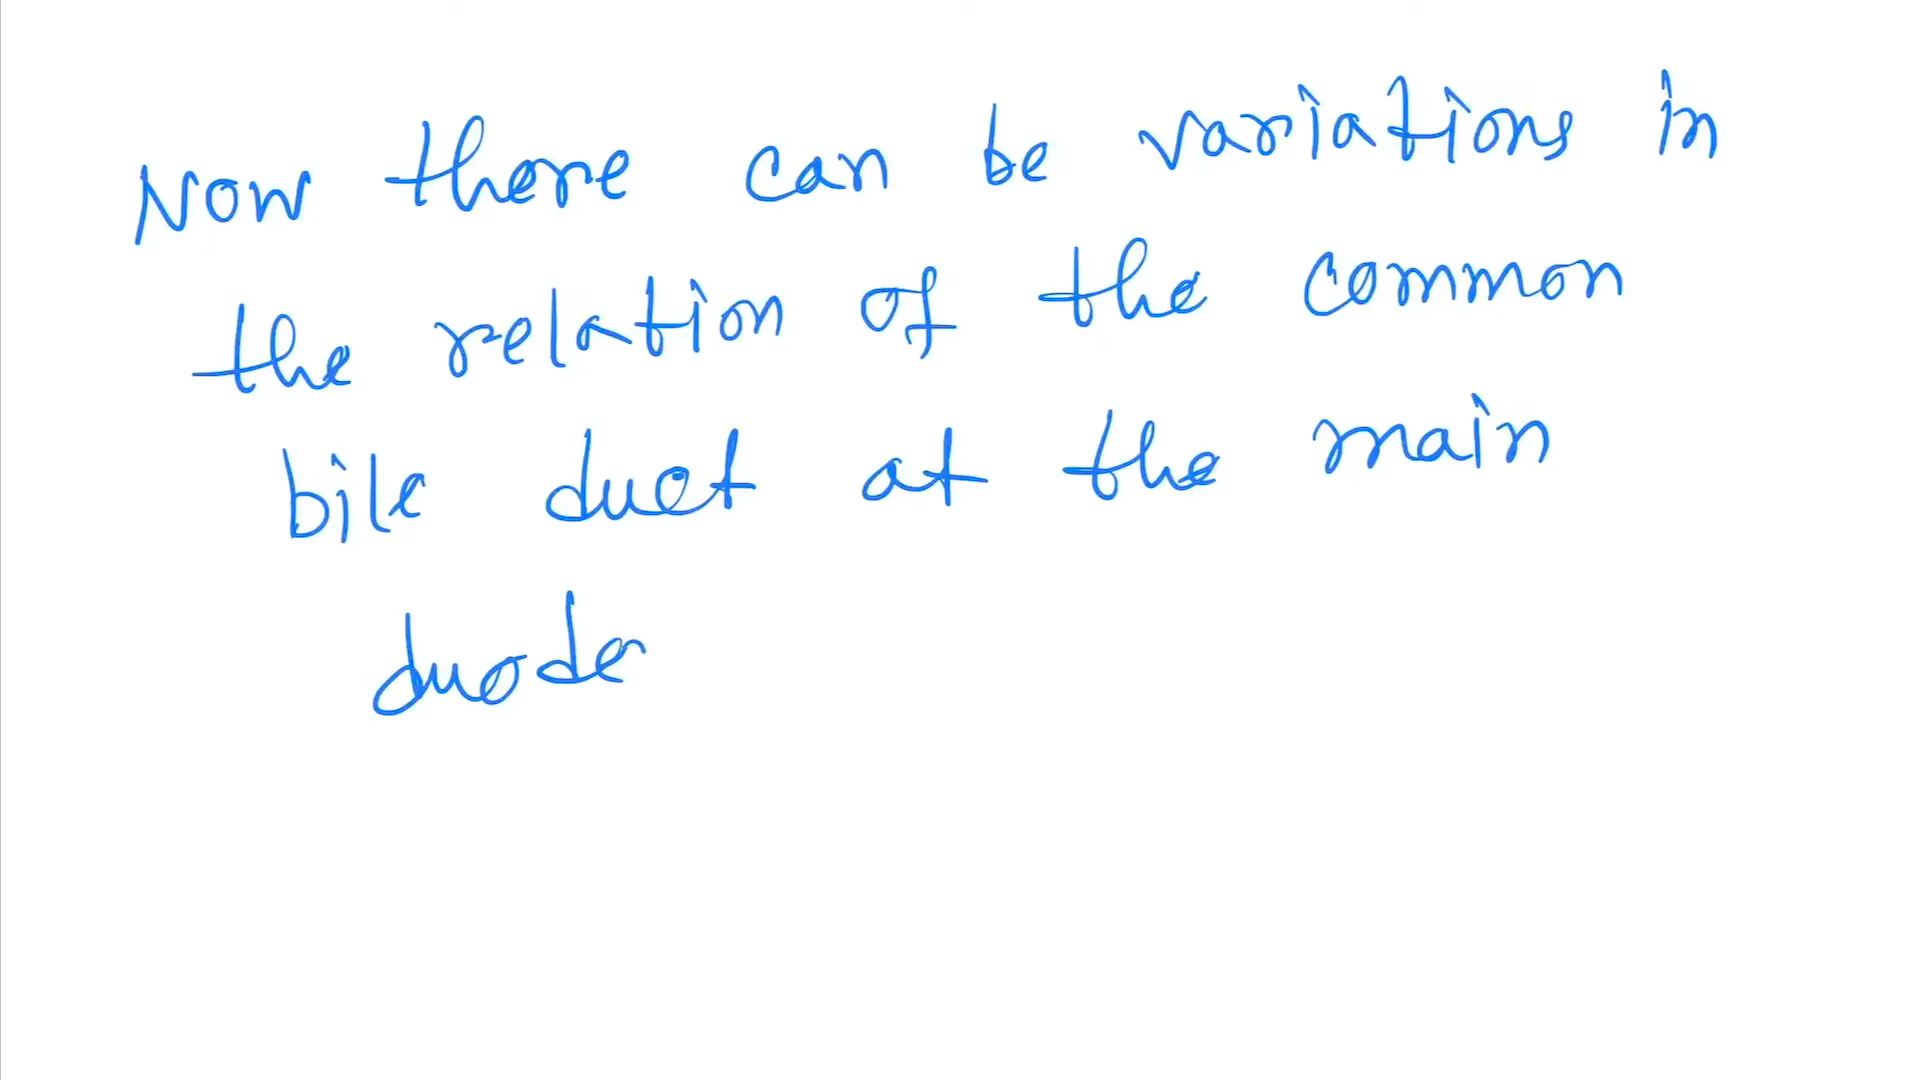 Now there can be variations in
the relation of the common
bile duct at the main
duode